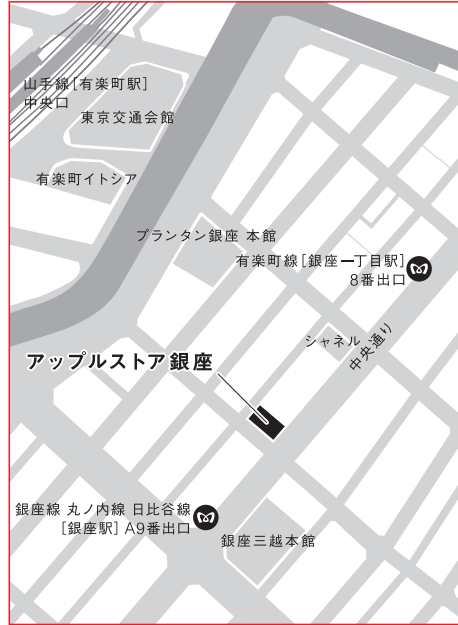 山手線[有楽町駅]
中央口
東京交通会館
有楽町イトシア
プランタン銀座 本館
有楽町線[銀座一丁目駅]
8番出口
シャネル
中央通り
アップルストア銀座
銀座線 丸ノ内線 日比谷線
[銀座駅] A9番出口
銀座三越本館